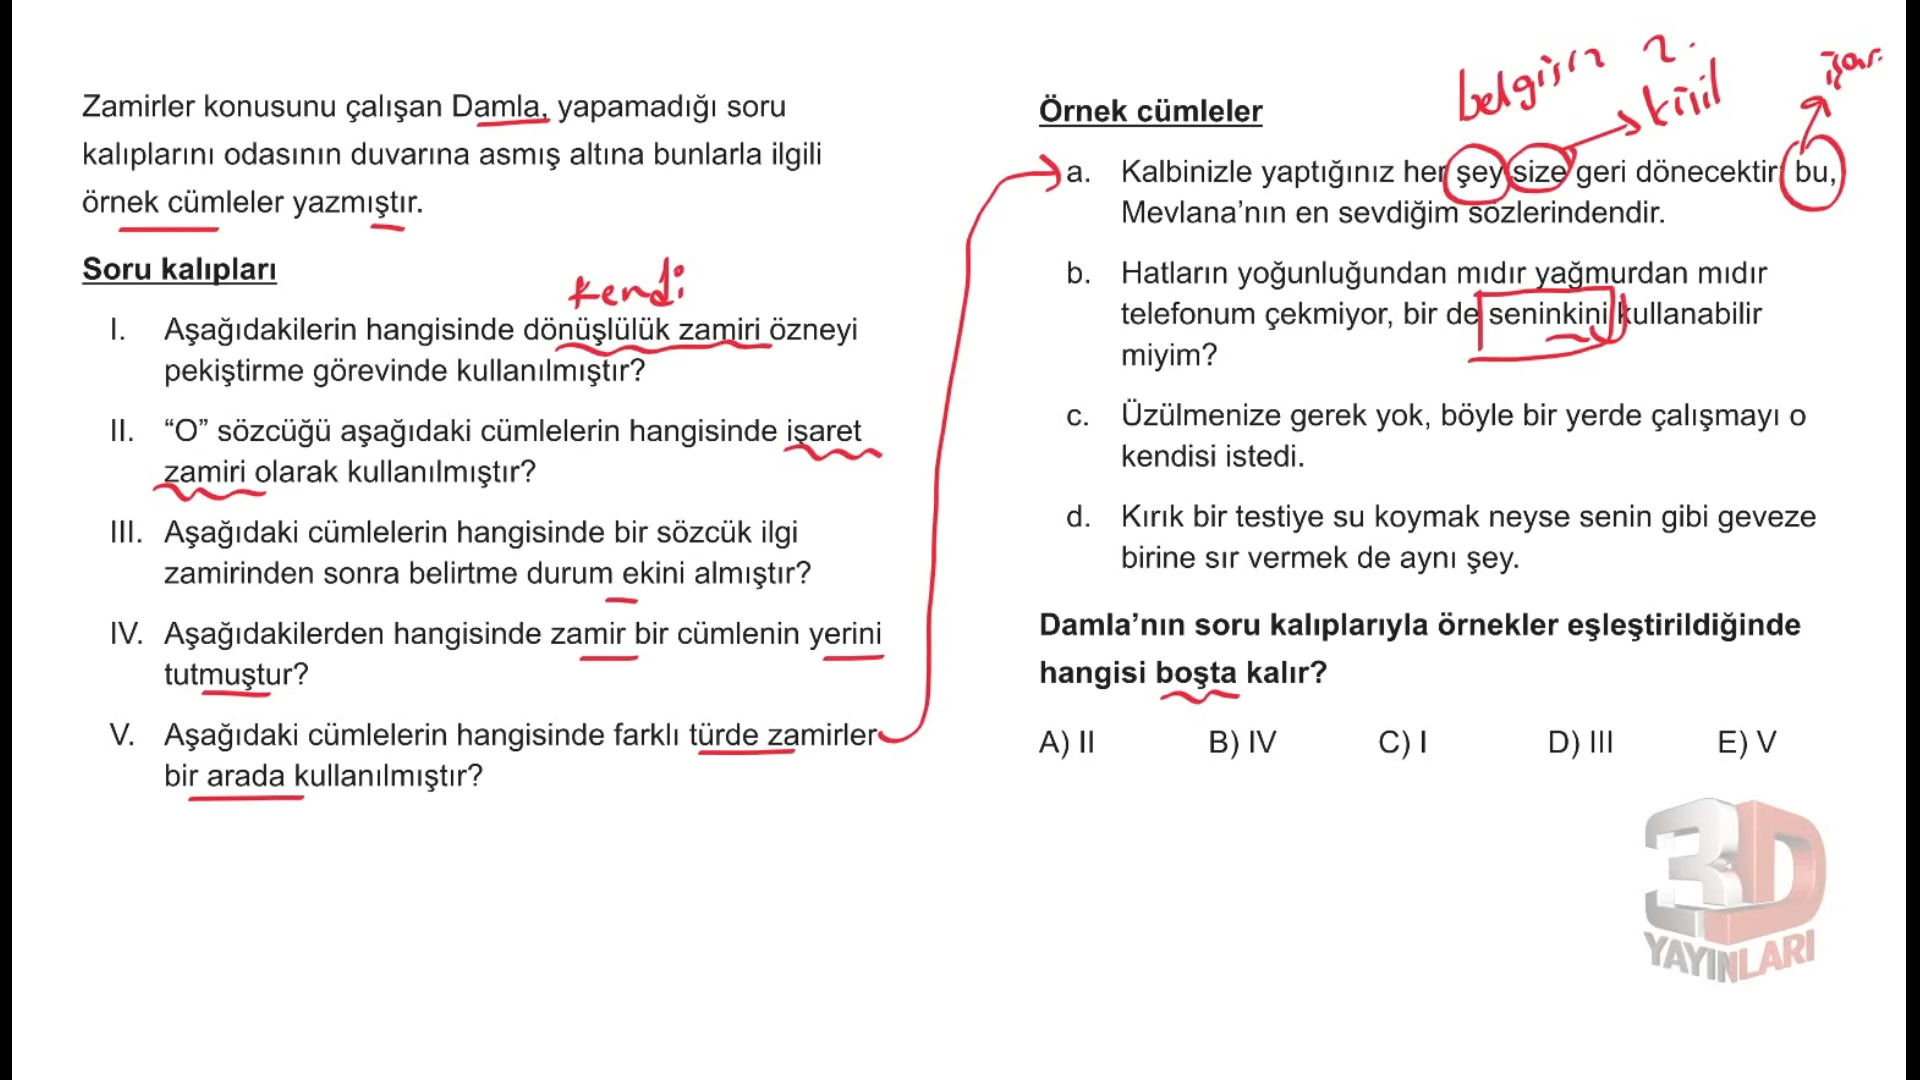 Zamirler konusunu çalışan Damla, yapamadığı soru
kalıplarını odasının duvarına asmış altına bunlarla ilgili
örnek cümleler yazmıştır.
Soru kalıpları
kendi
I. Aşağıdakilerin hangisinde dönüşlülük zamiri özneyi
pekiştirme görevinde kullanılmıştır?
II. “O” sözcüğü aşağıdaki cümlelerin hangisinde işaret
zamiri olarak kullanılmıştır?
III. Aşağıdaki cümlelerin hangisinde bir sözcük ilgi
zamirinden sonra belirtme durum ekini almıştır?
IV. Aşağıdakilerden hangisinde zamir bir cümlenin yerini
tutmuştur?
V. Aşağıdaki cümlelerin hangisinde farklı türde zamirler
bir arada kullanılmıştır?
belgisiz z.
kişil
işar.
Örnek cümleler
a. Kalbinizle yaptığınız her şey size geri dönecektir bu,
Mevlana’nın en sevdiğim sözlerindendir.
b. Hatların yoğunluğundan mıdır yağmurdan mıdır
telefonum çekmiyor, bir de seninkini kullanabilir
miyim?
c. Üzülmenize gerek yok, böyle bir yerde çalışmayı o
kendisi istedi.
d. Kırık bir testiye su koymak neyse senin gibi geveze
birine sır vermek de aynı şey.
Damla’nın soru kalıplarıyla örnekler eşleştirildiğinde
hangisi boşta kalır?
A) II B) IV C) I D) III E) V
3D
YAYINLARI